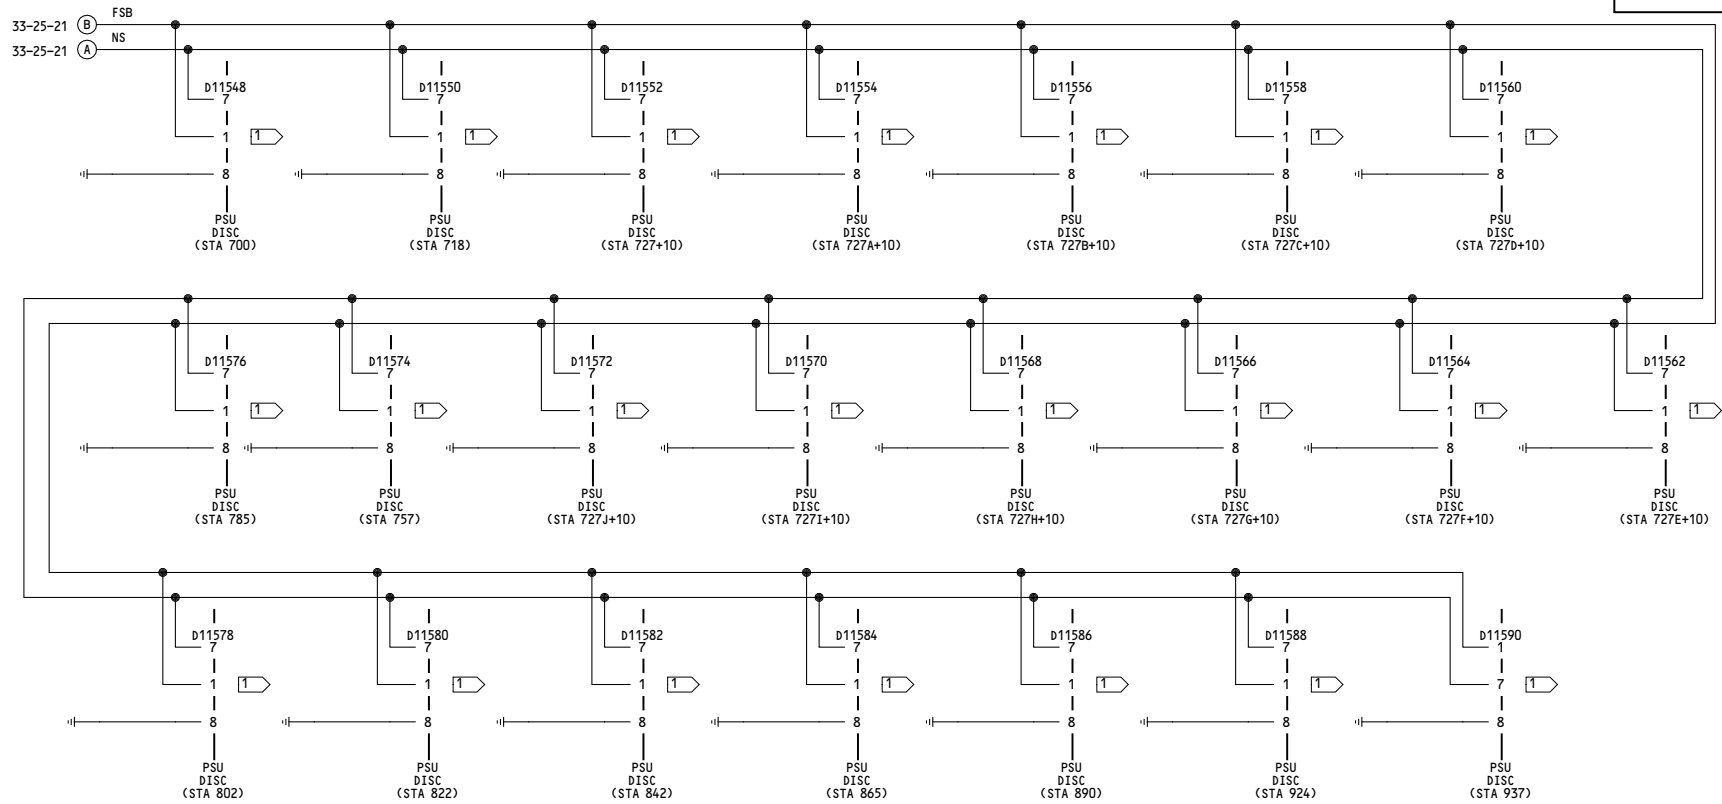 FSB
33-25-21 B
NS
33-25-21 A
D11548 D11550 D11552 D11554 D11556 D11558 D11560
7 7 7 7 7 7 7
1 1 1 1 1 1 1 1 1 1 1 1 1 1
8 8 8 8 8 8 8
PSU PSU PSU PSU PSU PSU PSU
DISC DISC DISC DISC DISC DISC DISC
(STA 700) (STA 718) (STA 727+10) (STA 727A+10) (STA 727B+10) (STA 727C+10) (STA 727D+10)
D11576 D11574 D11572 D11570 D11568 D11566 D11564 D11562
7 7 7 7 7 7 7 7
1 1 1 1 1 1 1 1 1 1 1 1 1 1 1 1
8 8 8 8 8 8 8 8
PSU PSU PSU PSU PSU PSU PSU PSU
DISC DISC DISC DISC DISC DISC DISC DISC
(STA 785) (STA 757) (STA 727J+10) (STA 727I+10) (STA 727H+10) (STA 727G+10) (STA 727F+10) (STA 727E+10)
D11578 D11580 D11582 D11584 D11586 D11588 D11590
7 7 7 7 7 7 1
1 1 1 1 1 1 1 1 1 1 1 1 7 1
8 8 8 8 8 8 8
PSU PSU PSU PSU PSU PSU PSU
DISC DISC DISC DISC DISC DISC DISC
(STA 802) (STA 822) (STA 842) (STA 865) (STA 890) (STA 924) (STA 937)